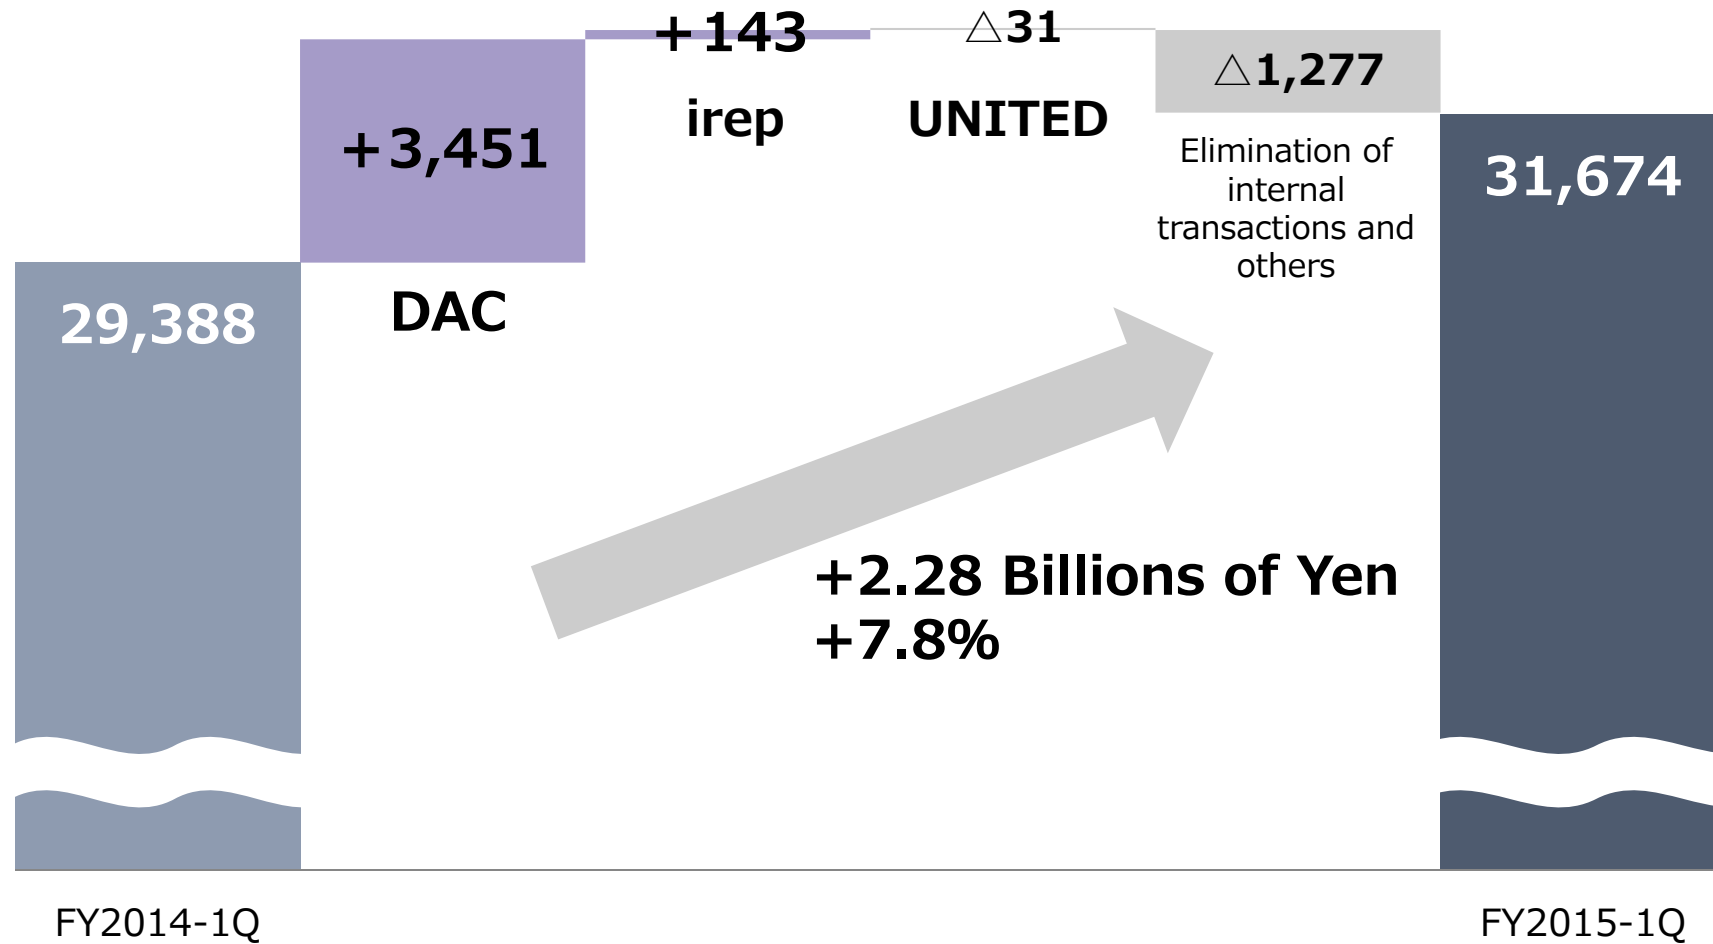 +143
△31
△1,277
+3,451
irep
UNITED
Elimination of
internal
transactions and
others
31,674
29,388
DAC
+2.28 Billions of Yen
+7.8%
FY2014-1Q
FY2015-1Q